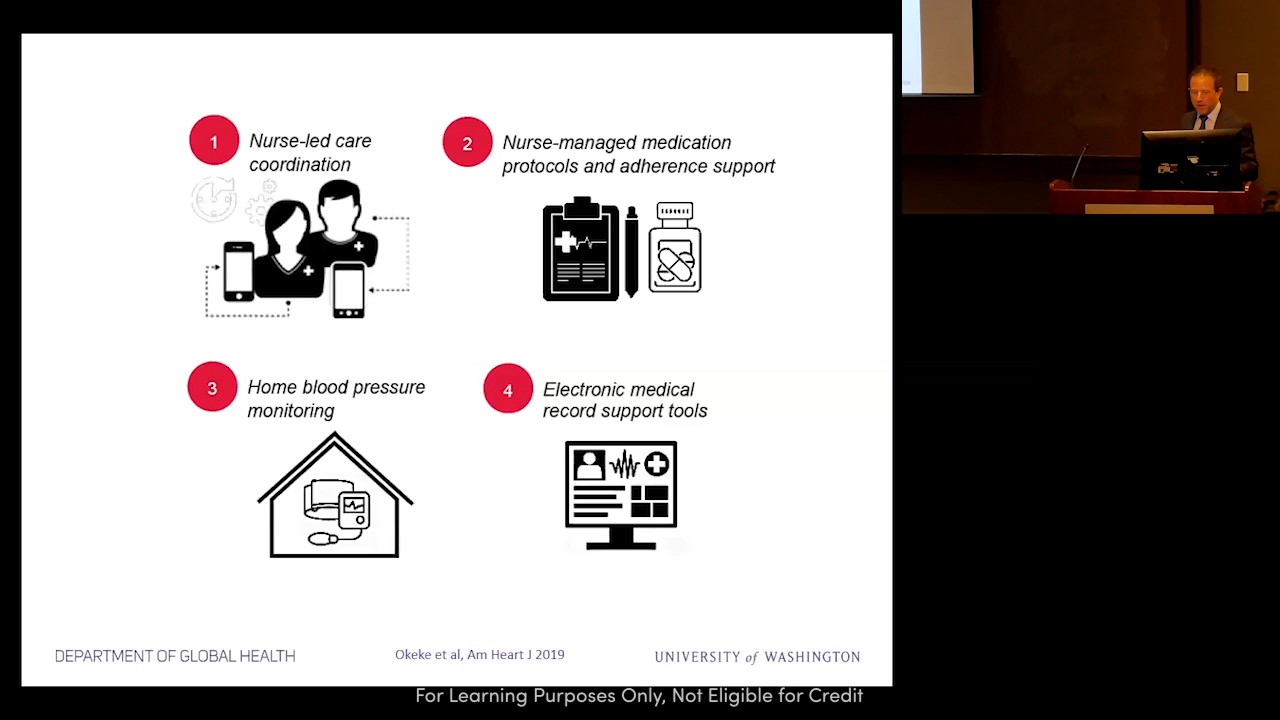 1
Nurse-led care
coordination
2
Nurse-managed medication
protocols and adherence support
3
Home blood pressure
monitoring
4
Electronic medical
record support tools
DEPARTMENT OF GLOBAL HEALTH
Okeke et al, Am Heart J 2019
UNIVERSITY of WASHINGTON
For Learning Purposes Only, Not Eligible for Credit